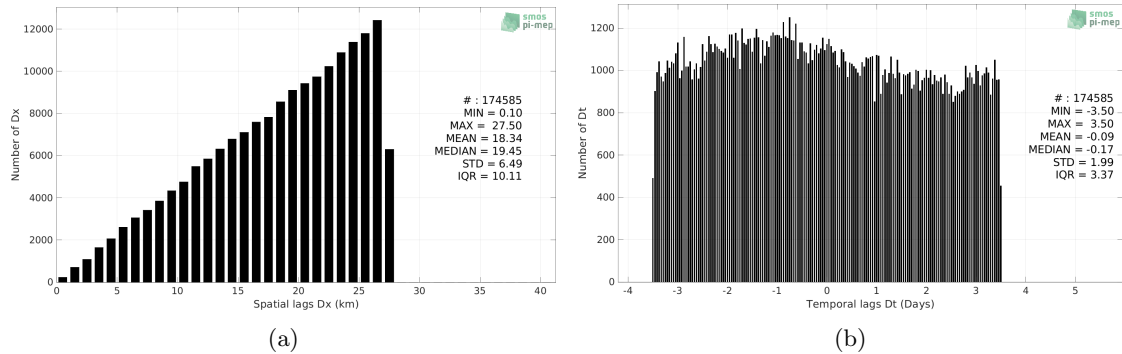 smos
pi-mep
12000
10000
8000
6000
4000
2000
0
Number of Dx
# : 174585
MIN = 0.10
MAX = 27.50
MEAN = 18.34
MEDIAN = 19.45
STD = 6.49
IQR = 10.11
0 5 10 15 20 25 30 35 40
Spatial lags Dx (km)
(a)
smos
pi-mep
1200
1000
800
600
400
200
0
Number of Dt
# : 174585
MIN = -3.50
MAX = 3.50
MEAN = -0.09
MEDIAN = -0.17
STD = 1.99
IQR = 3.37
-4 -3 -2 -1 0 1 2 3 4 5
Temporal lags Dt (Days)
(b)